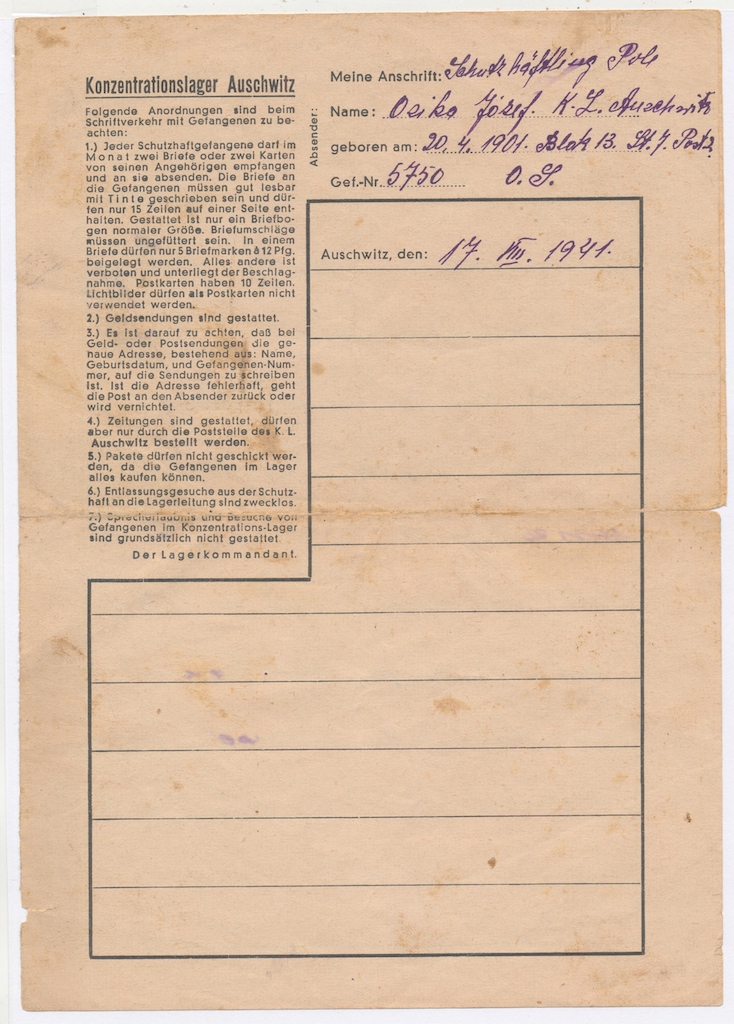 Konzentrationslager Auschwitz
Folgende Anordnungen sind beim
Schriftverkehr mit Gefangenen zu be-
achten:
1.) Jeder Schutzhaftgefangene darf im
Monat zwei Briefe oder zwei Karten
von seinen Angehörigen empfangen
und an sie absenden. Die Briefe an
die Gefangenen müssen gut lesbar
mit Tinte geschrieben sein und dür-
fen nur 15 Zeilen auf einer Seite ent-
halten. Gestattet ist nur ein Briefbo-
gen normaler Größe. Briefumschläge
müssen ungefüttert sein. In einem
Briefe dürfen nur 5 Briefmarken à 12 Pfg.
beigelegt werden. Alles andere ist
verboten und unterliegt der Beschlag-
nahme. Postkarten haben 10 Zeilen.
Lichtbilder dürfen als Postkarten nicht
verwendet werden.
2.) Geldsendungen sind gestattet.
3.) Es ist darauf zu achten, daß bei
Geld- oder Postsendungen die ge-
naue Adresse, bestehend aus: Name,
Geburtsdatum, und Gefangenen-Num-
mer, auf die Sendungen zu schreiben
ist. Ist die Adresse fehlerhaft, geht
die Post an den Absender zurück oder
wird vernichtet.
4.) Zeitungen sind gestattet, dürfen
aber nur durch die Poststelle des K. L.
Auschwitz bestellt werden.
5.) Pakete dürfen nicht geschickt wer-
den, da die Gefangenen im Lager
alles kaufen können.
6.) Entlassungsgesuche aus der Schutz-
haft an die Lagerleitung sind zwecklos.
7.) Sprecherlaubnis und Besuche von
Gefangenen im Konzentrations-Lager
sind grundsätzlich nicht gestattet.
Der Lagerkommandant.
Absender:
Meine Anschrift: Schutzhäftling Pole
Name: Osika Józef. K. L. Auschwitz
geboren am: 20. 4. 1901. Blok 13. St. 7. Post 2.
Gef.-Nr. 5750 O. S.
Auschwitz, den: 17. VIII. 1941.